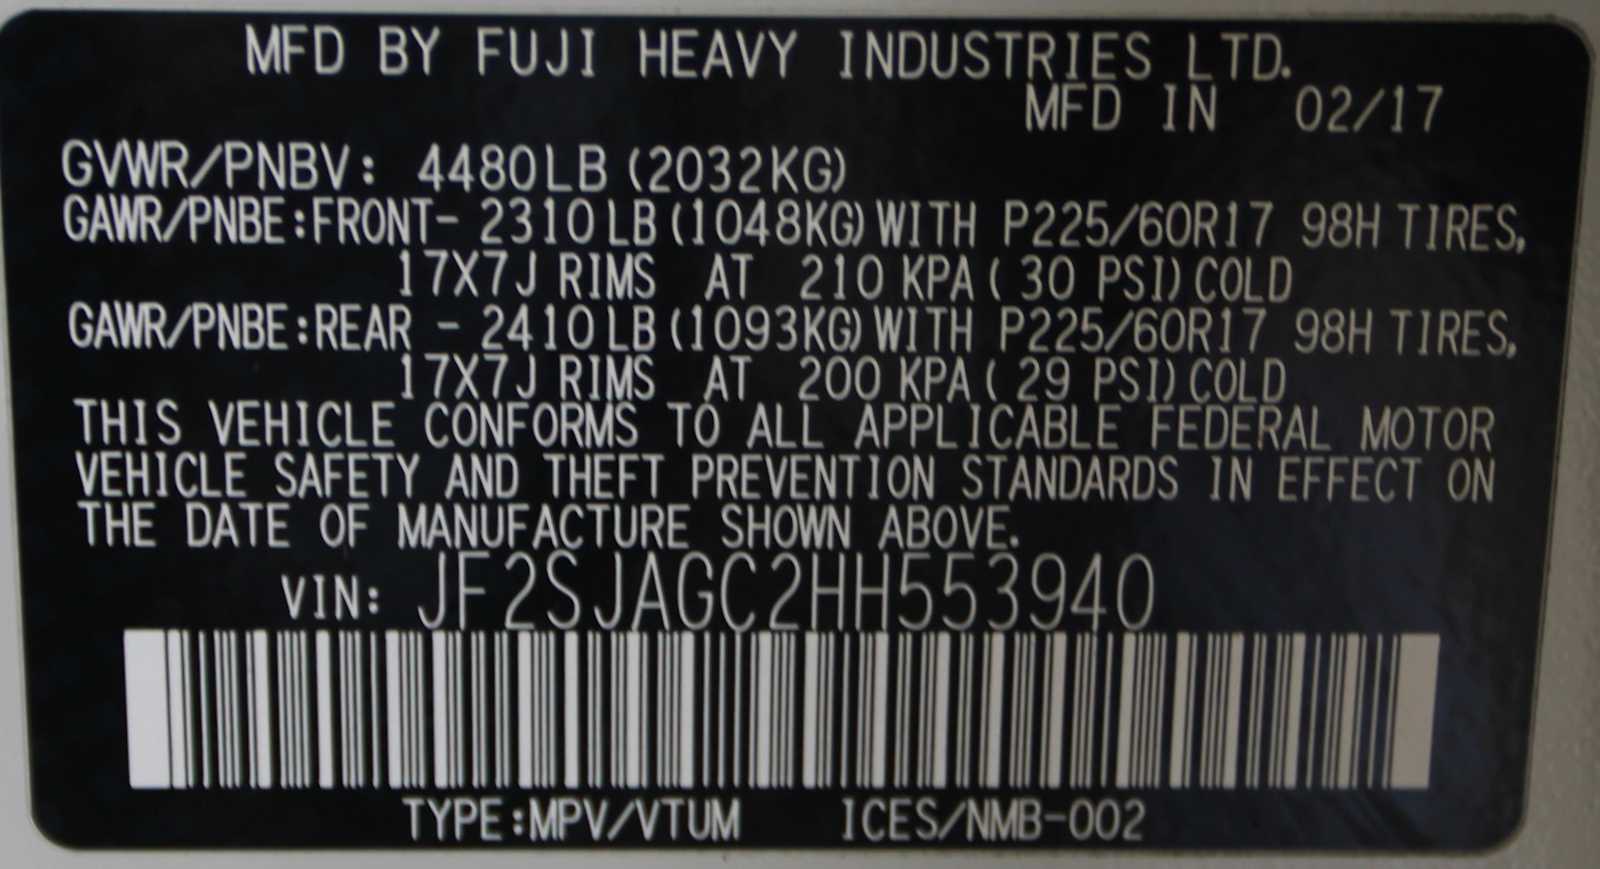 MFD BY FUJI HEAVY INDUSTRIES LTD.
MFD IN 02/17
GVWR/PNBV: 4480LB (2032KG)
GAWR/PNBE:FRONT- 2310LB(1048KG)WITH P225/60R17 98H TIRES,
17X7J RIMS AT 210 KPA( 30 PSI)COLD
GAWR/PNBE:REAR - 2410LB(1093KG)WITH P225/60R17 98H TIRES,
17X7J RIMS AT 200 KPA( 29 PSI)COLD
THIS VEHICLE CONFORMS TO ALL APPLICABLE FEDERAL MOTOR
VEHICLE SAFETY AND THEFT PREVENTION STANDARDS IN EFFECT ON
THE DATE OF MANUFACTURE SHOWN ABOVE.
VIN: JF2SJAGC2HH553940
TYPE:MPV/VTUM ICES/NMB-002